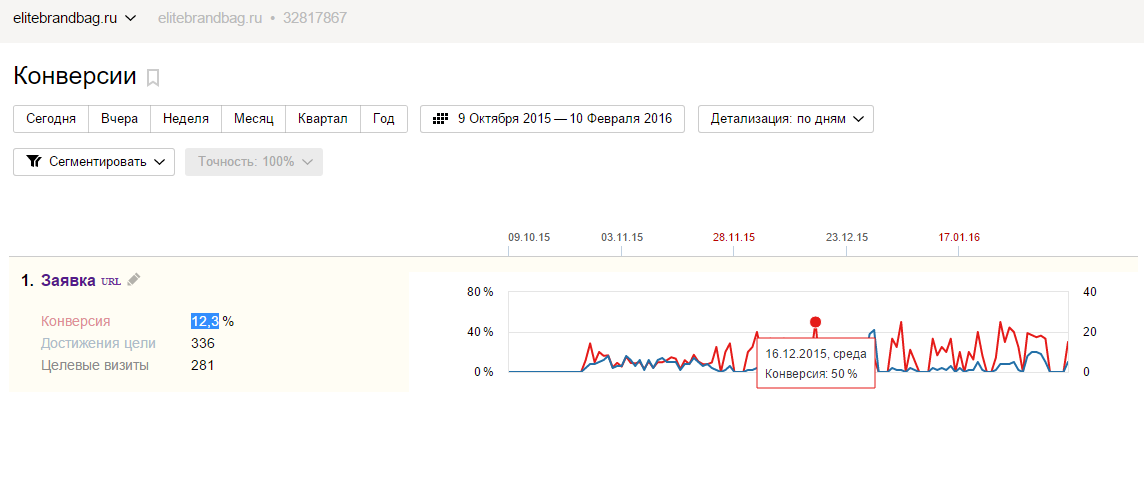 elitebrandbag.ru elitebrandbag.ru • 32817867
Конверсии
Сегодня Вчера Неделя Месяц Квартал Год 9 Октября 2015 — 10 Февраля 2016 Детализация: по дням
Сегментировать Точность: 100%
09.10.15 03.11.15 28.11.15 23.12.15 17.01.16
1. Заявка URL
Конверсия 12,3 %
Достижения цели 336
Целевые визиты 281
80 % 40
40 % 20
0 % 0
16.12.2015, среда
Конверсия: 50 %